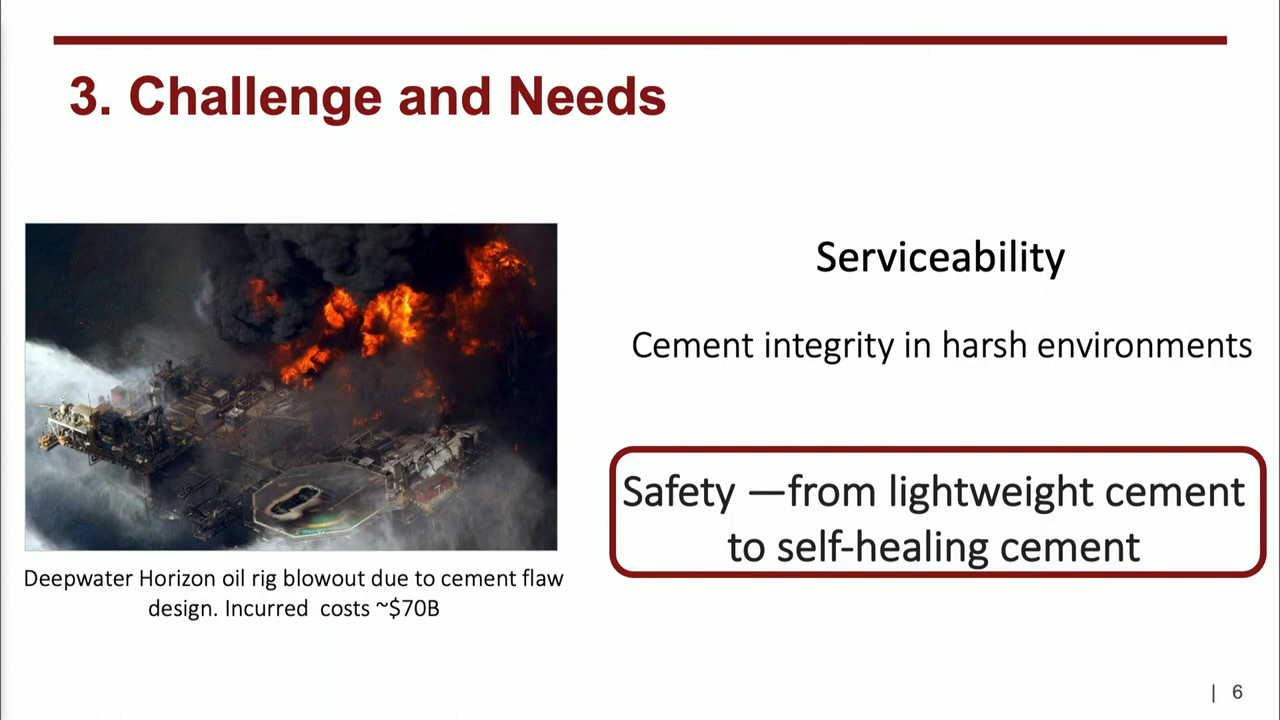 3. Challenge and Needs
Serviceability
Cement integrity in harsh environments
Safety —from lightweight cement
to self-healing cement
Deepwater Horizon oil rig blowout due to cement flaw
design. Incurred  costs ~$70B
| 6